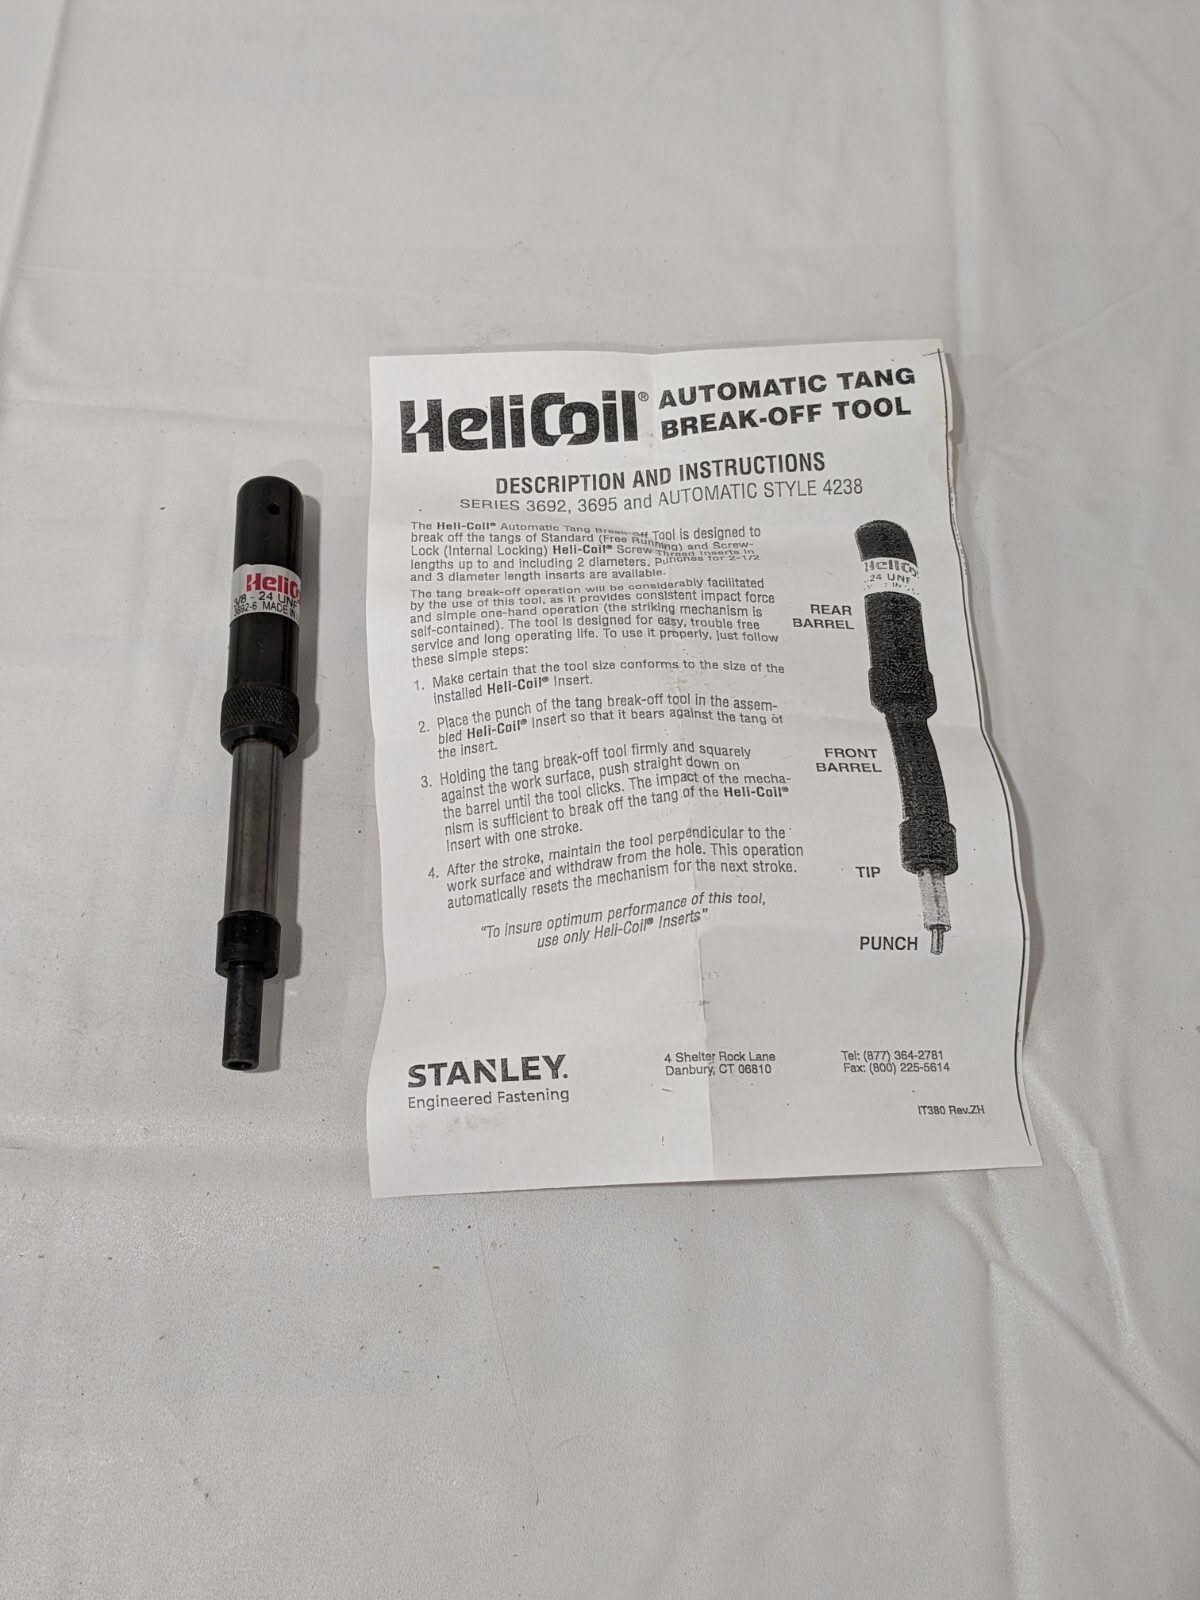 HeliCo
3/8 - 24 UNF
3692-6 MADE IN
HeliCoil® AUTOMATIC TANG
BREAK-OFF TOOL
DESCRIPTION AND INSTRUCTIONS
SERIES 3692, 3695 and AUTOMATIC STYLE 4238
The Heli-Coil® Automatic Tang Break-off Tool is designed to
break off the tangs of Standard (Free Running) and Screw-
Lock (Internal Locking) Heli-Coil® Screw Thread Inserts in
lengths up to and including 2 diameters. Punches for 2-1/2
and 3 diameter length inserts are available.
The tang break-off operation will be considerably facilitated
by the use of this tool, as it provides consistent impact force
and simple one-hand operation (the striking mechanism is
self-contained). The tool is designed for easy, trouble free
service and long operating life. To use it properly, just follow
these simple steps:
1. Make certain that the tool size conforms to the size of the
installed Heli-Coil® Insert.
2. Place the punch of the tang break-off tool in the assem-
bled Heli-Coil® Insert so that it bears against the tang of
the insert.
3. Holding the tang break-off tool firmly and squarely
against the work surface, push straight down on
the barrel until the tool clicks. The impact of the mecha-
nism is sufficient to break off the tang of the Heli-Coil®
Insert with one stroke.
4. After the stroke, maintain the tool perpendicular to the
work surface and withdraw from the hole. This operation
automatically resets the mechanism for the next stroke.
"To insure optimum performance of this tool,
use only Heli-Coil® Inserts"
HeliCo
24 UNF
REAR
BARREL
FRONT
BARREL
TIP
PUNCH
STANLEY.
Engineered Fastening
4 Shelter Rock Lane
Danbury, CT 06810
Tel: (877) 364-2781
Fax: (800) 225-5614
IT380 Rev.ZH